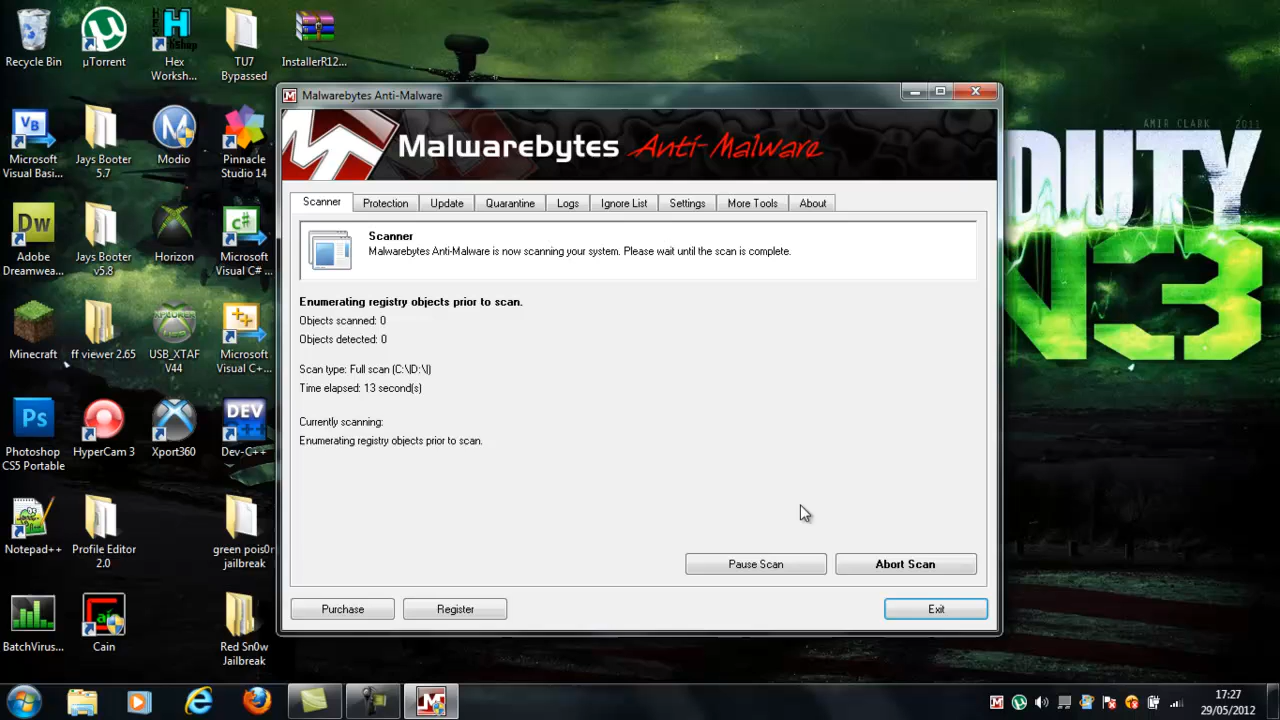 Recycle Bin
µTorrent
Hex
Worksh...
TU7
Bypassed
InstallerR12...
Microsoft
Visual Basi...
Jays Booter
5.7
Modio
Pinnacle
Studio 14
Adobe
Dreamwea...
Jays Booter
v5.8
Horizon
Microsoft
Visual C# ...
Minecraft
ff viewer 2.65
USB_XTAF
V44
Microsoft
Visual C+...
Photoshop
CS5 Portable
HyperCam 3
Xport360
Dev-C++
Notepad++
Profile Editor
2.0
green pois0n
jailbreak
BatchVirus...
Cain
Red Sn0w
Jailbreak
Malwarebytes Anti-Malware
Malwarebytes Anti-Malware
Scanner
Protection
Update
Quarantine
Logs
Ignore List
Settings
More Tools
About
Scanner
Malwarebytes Anti-Malware is now scanning your system. Please wait until the scan is complete.
Enumerating registry objects prior to scan.
Objects scanned: 0
Objects detected: 0
Scan type: Full scan (C:\|D:\|)
Time elapsed: 13 second(s)
Currently scanning:
Enumerating registry objects prior to scan.
Pause Scan
Abort Scan
Purchase
Register
Exit
AMIR CLARK 2011
DUTY
17:27
29/05/2012